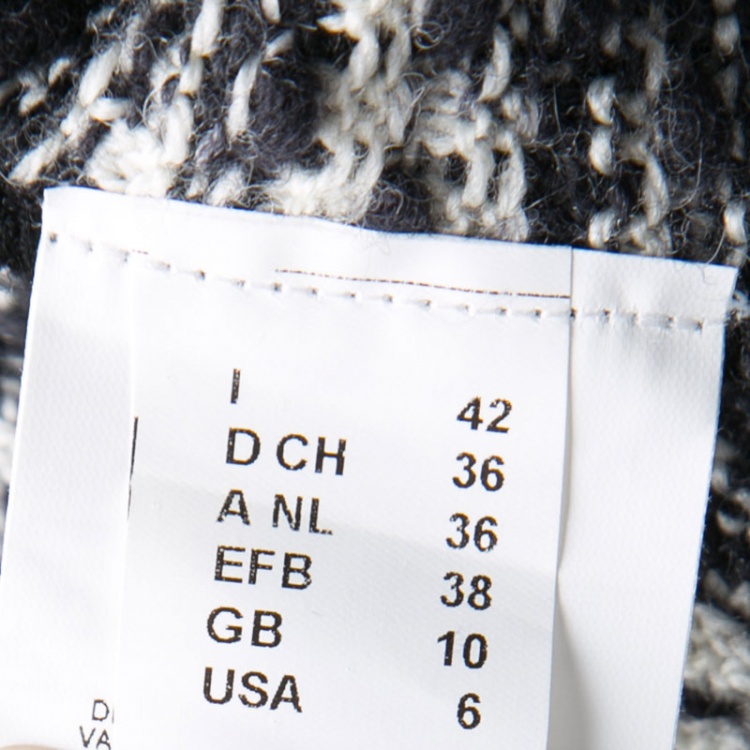 I 42
D CH 36
A NL 36
EFB 38
GB 10
USA 6